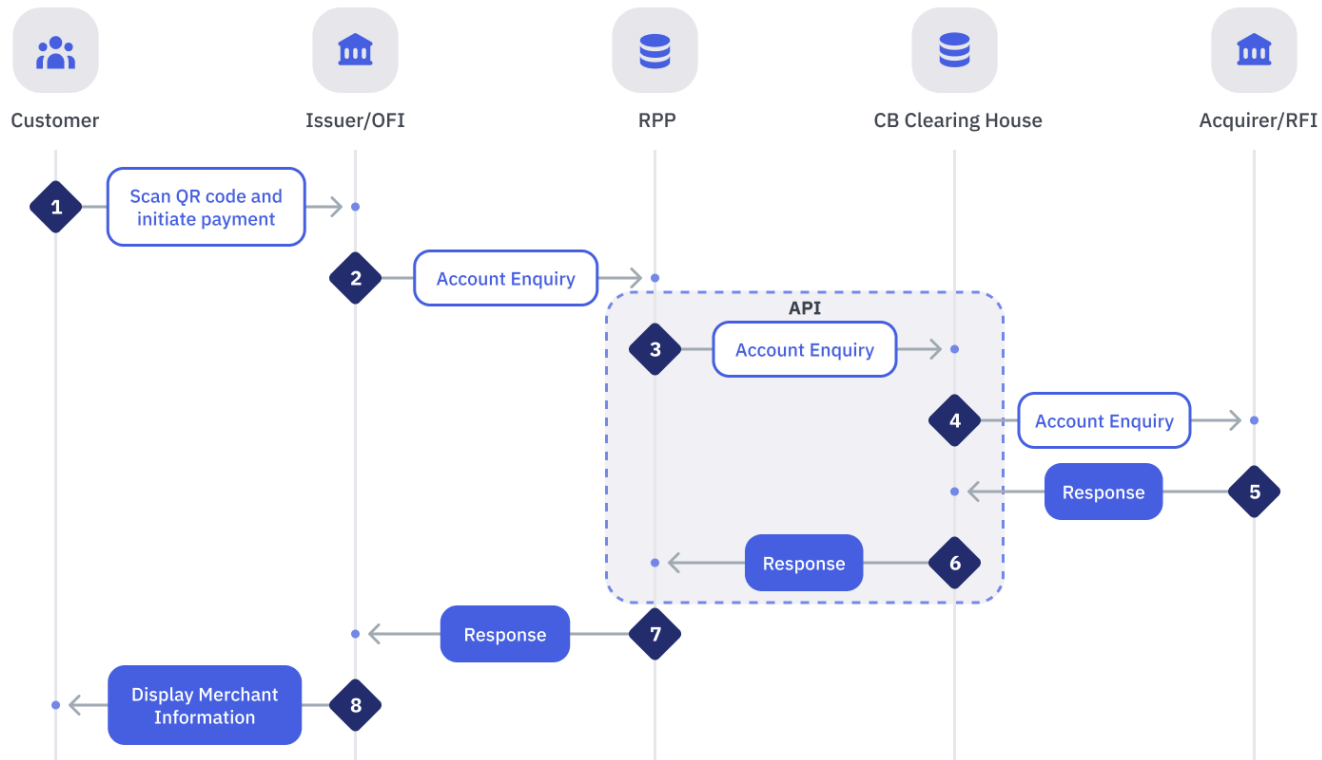 Customer
Issuer/OFI
RPP
CB Clearing House
Acquirer/RFI
1
Scan QR code and
initiate payment
2
Account Enquiry
API
3
Account Enquiry
4
Account Enquiry
Response
5
Response
6
Response
7
Display Merchant
Information
8